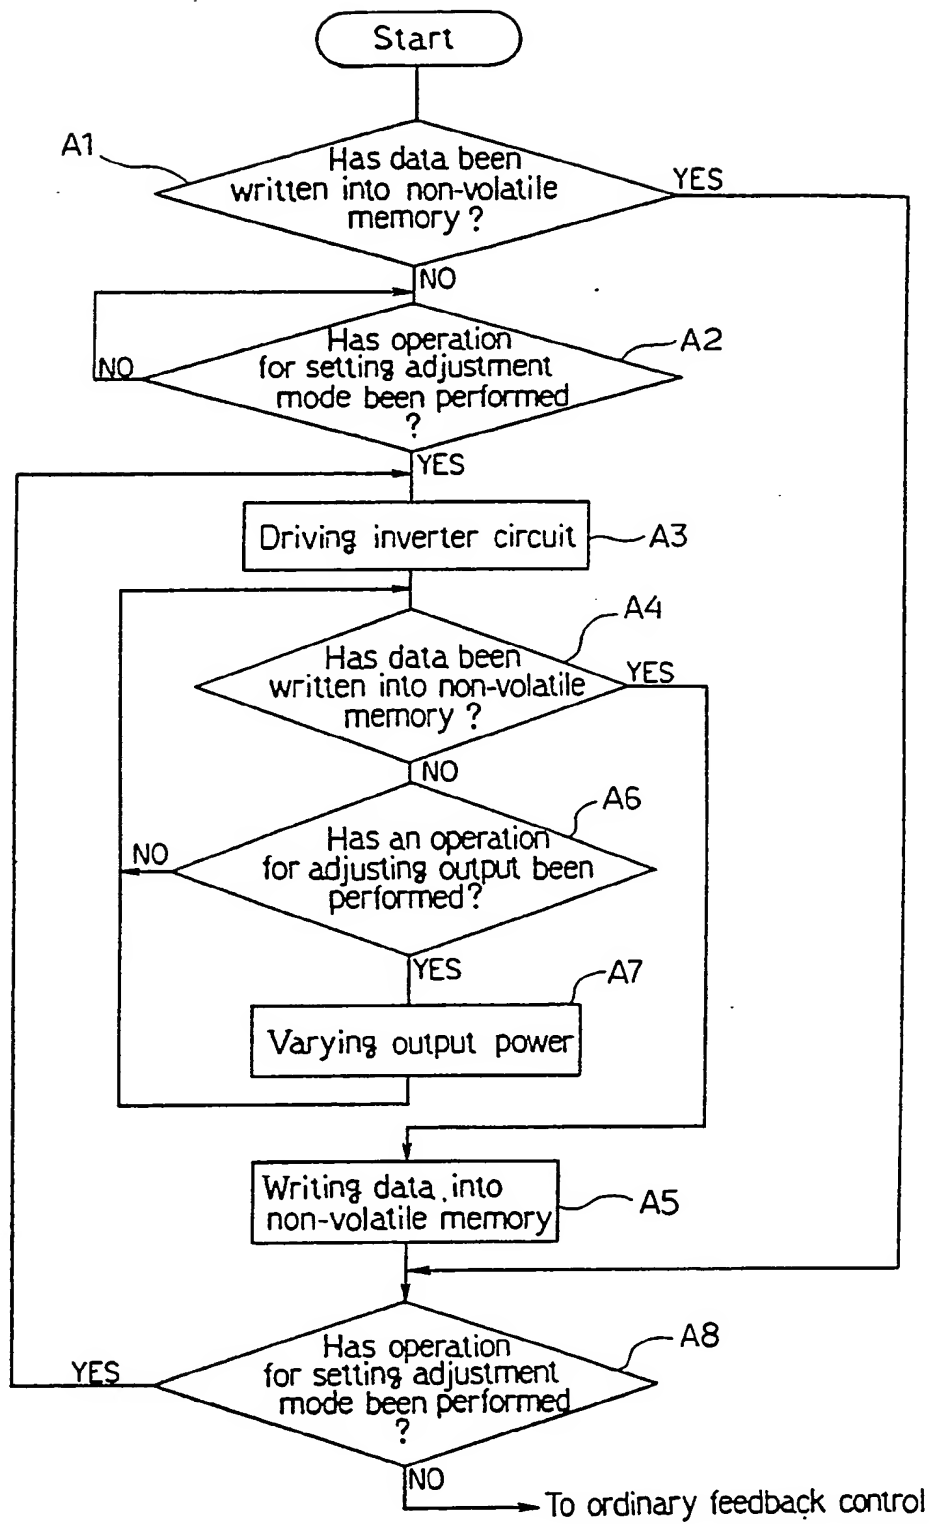 Start
A1
Has data been
written into non-volatile
memory ?
YES
NO
A2
Has operation
for setting adjustment
mode been performed
?
NO
YES
Driving inverter circuit
A3
A4
Has data been
written into non-volatile
memory ?
YES
NO
A6
Has an operation
for adjusting output been
performed?
NO
YES
A7
Varying output power
Writing data into
non-volatile memory
A5
A8
Has operation
for setting adjustment
mode been performed
?
YES
NO
To ordinary feedback control